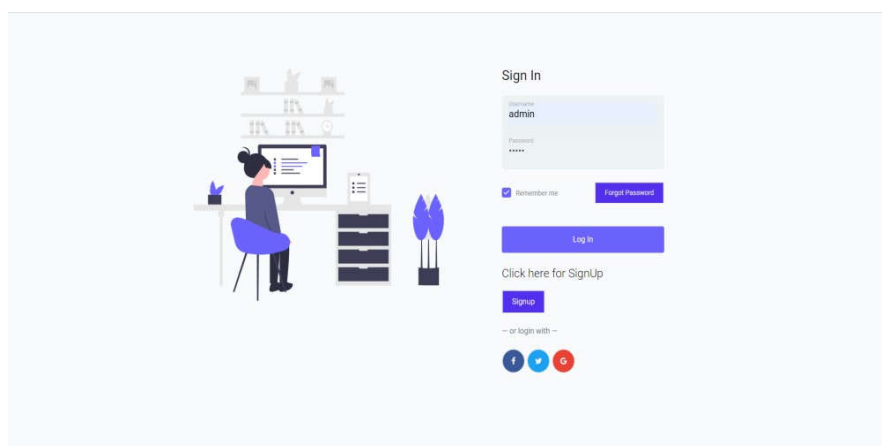 Sign In
Username
admin
Password
•••••
Remember me
Forgot Password
Log In
Click here for SignUp
Signup
— or login with —
f
G